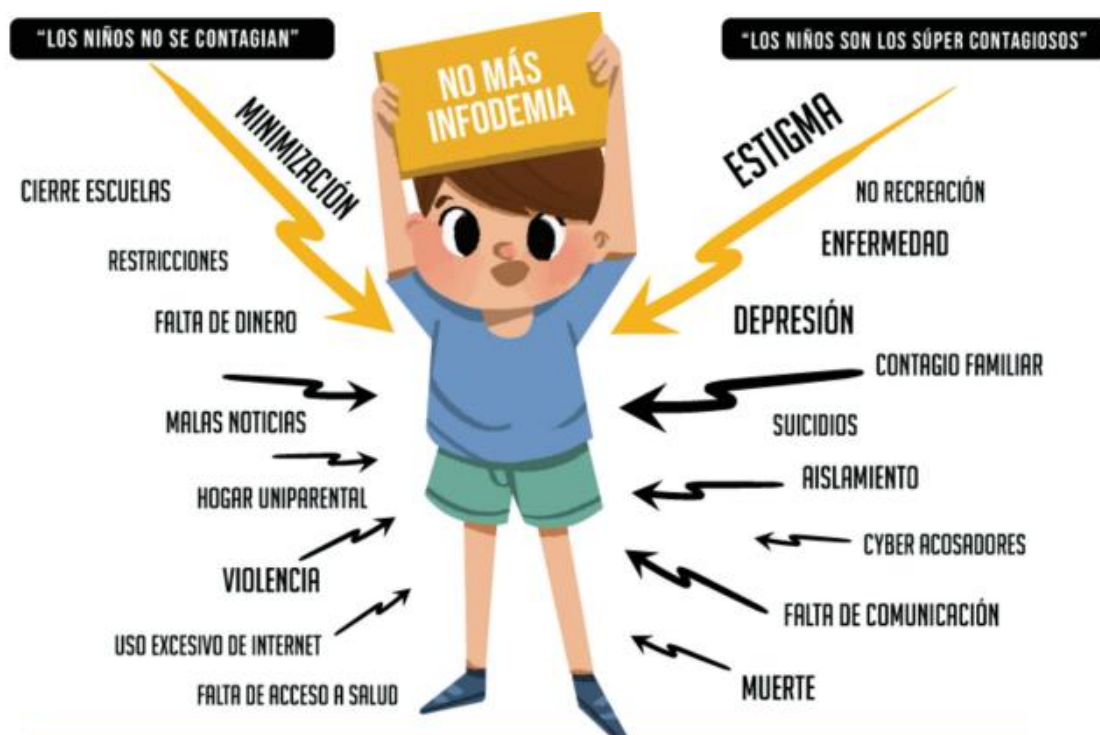 “LOS NIÑOS NO SE CONTAGIAN”
“LOS NIÑOS SON LOS SÚPER CONTAGIOSOS”
NO MÁS
INFODEMIA
MINIMIZACIÓN
ESTIGMA
CIERRE ESCUELAS
RESTRICCIONES
FALTA DE DINERO
MALAS NOTICIAS
HOGAR UNIPARENTAL
VIOLENCIA
USO EXCESIVO DE INTERNET
FALTA DE ACCESO A SALUD
NO RECREACIÓN
ENFERMEDAD
DEPRESIÓN
CONTAGIO FAMILIAR
SUICIDIOS
AISLAMIENTO
CYBER ACOSADORES
FALTA DE COMUNICACIÓN
MUERTE